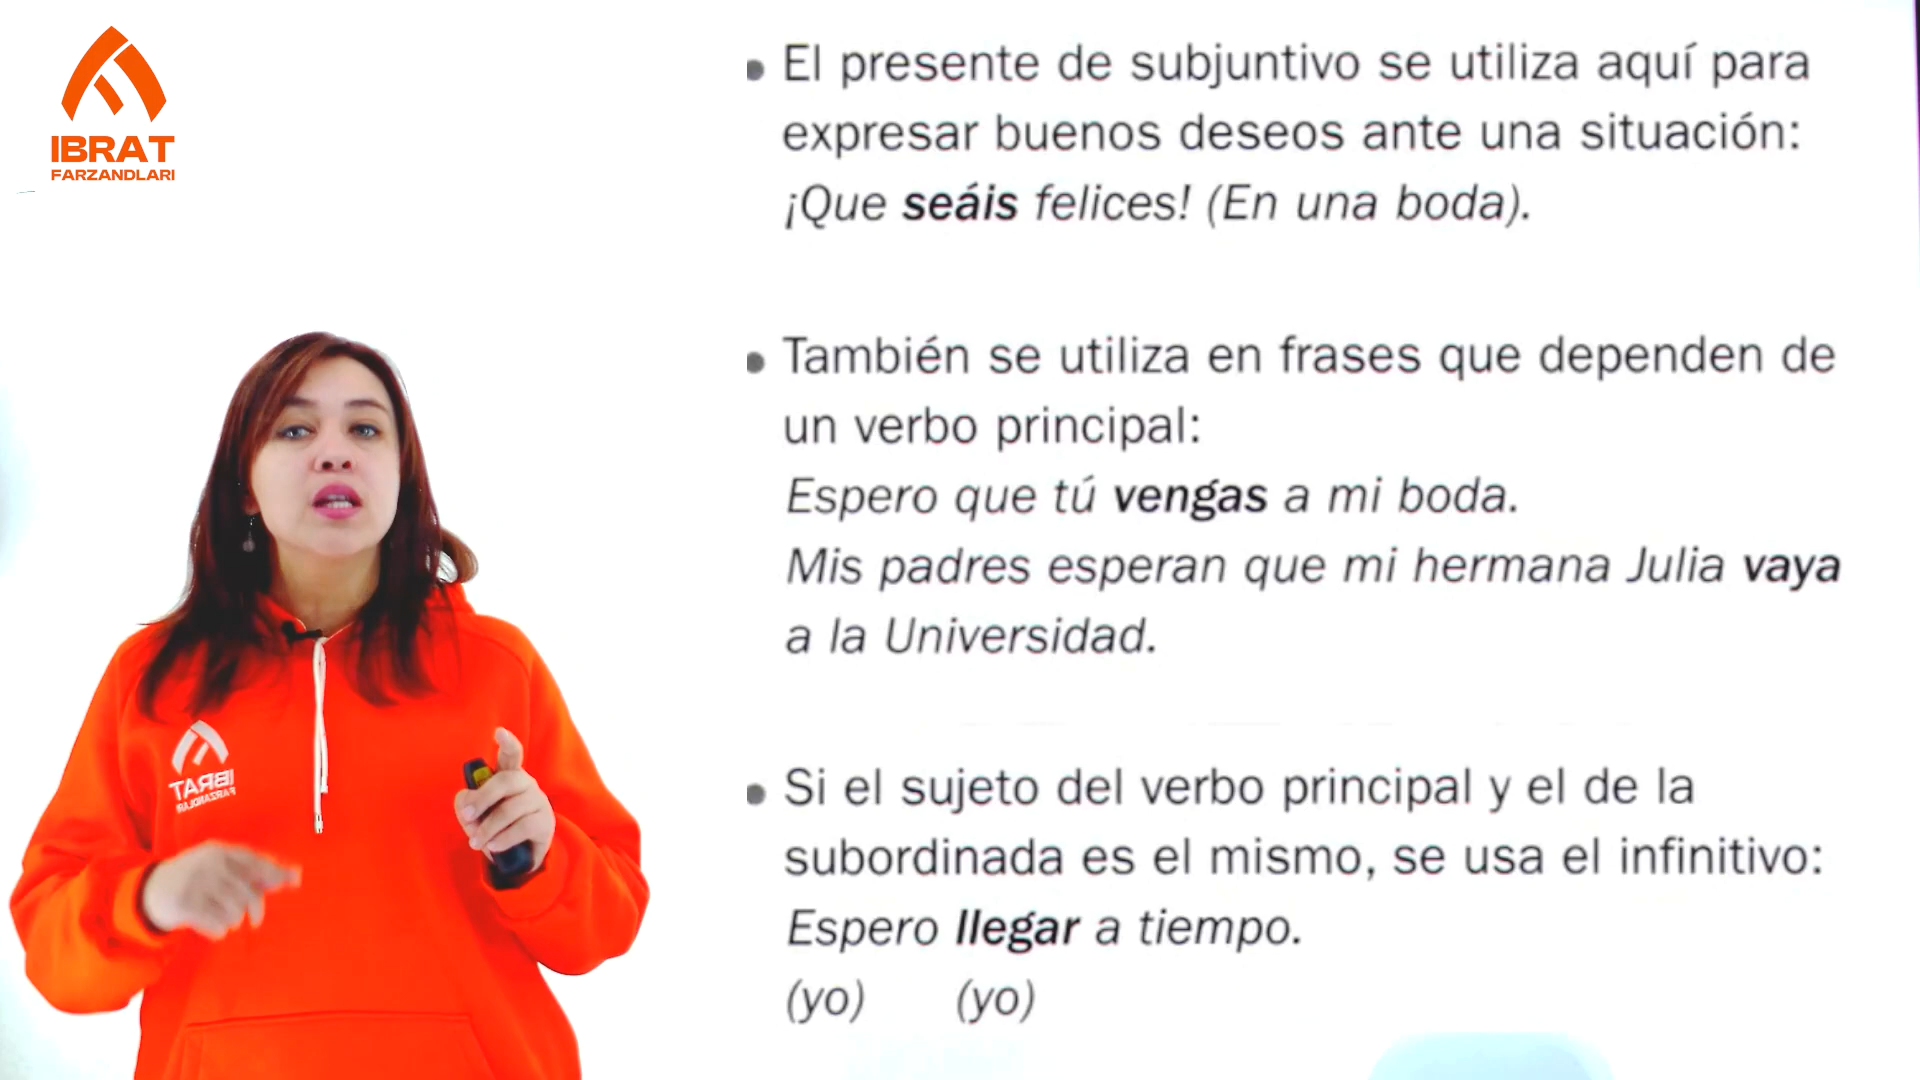 IBRAT
FARZANDLARI
• El presente de subjuntivo se utiliza aquí para
expresar buenos deseos ante una situación:
¡Que seáis felices! (En una boda).
• También se utiliza en frases que dependen de
un verbo principal:
Espero que tú vengas a mi boda.
Mis padres esperan que mi hermana Julia vaya
a la Universidad.
IBRAT
FARZANDLARI
• Si el sujeto del verbo principal y el de la
subordinada es el mismo, se usa el infinitivo:
Espero llegar a tiempo.
(yo) (yo)